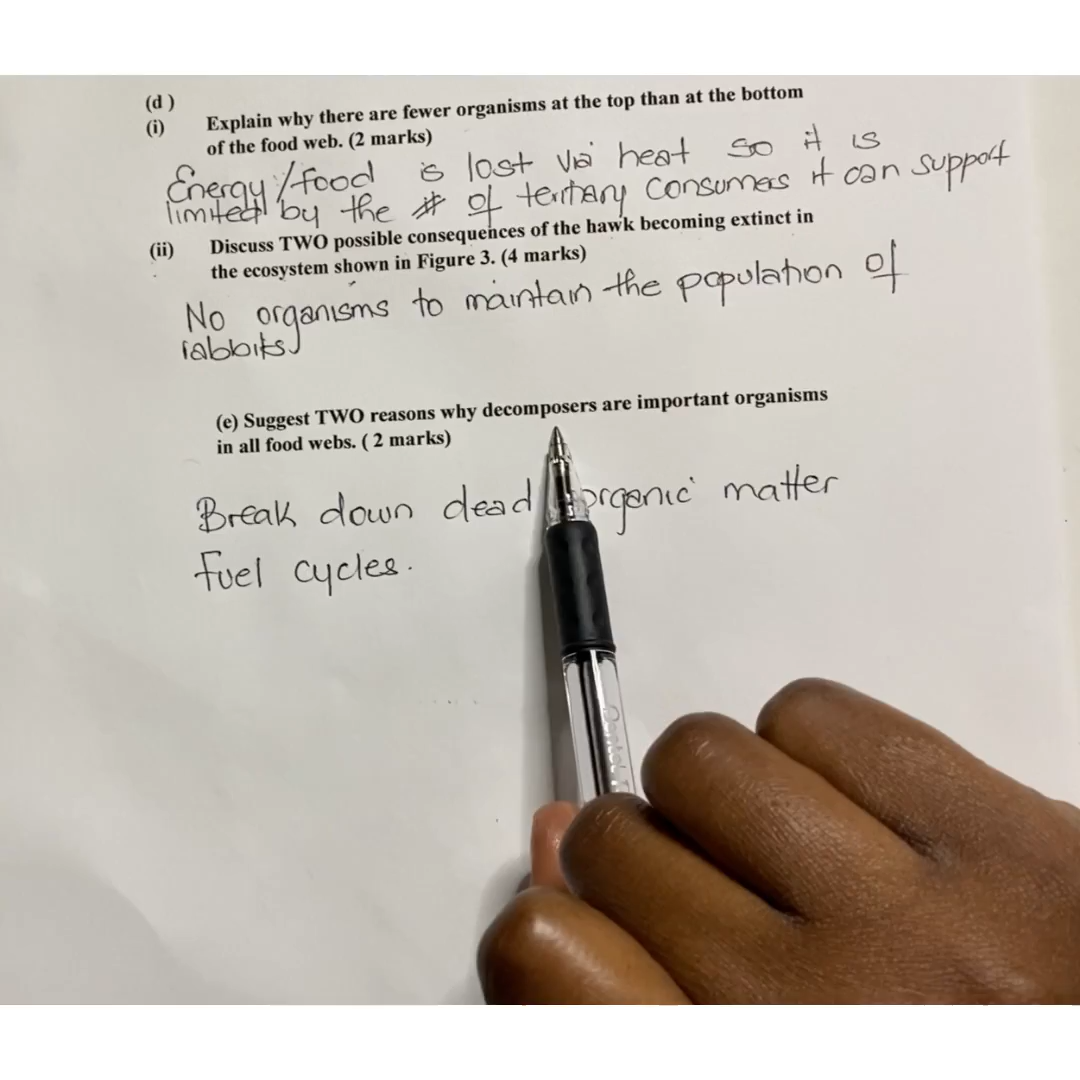 (d )
(i) Explain why there are fewer organisms at the top than at the bottom
of the food web. (2 marks)
Energy/food is lost via heat so it is
limited by the # of tertiary consumers it can support
(ii) Discuss TWO possible consequences of the hawk becoming extinct in
the ecosystem shown in Figure 3. (4 marks)
No organisms to maintain the population of
rabbits
(e) Suggest TWO reasons why decomposers are important organisms
in all food webs. ( 2 marks)
Break down dead organic matter
Fuel cycles.